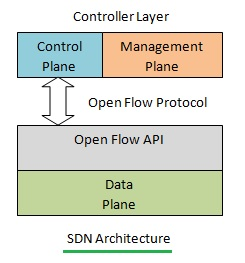 Controller Layer
Control Management
Plane Plane
Open Flow Protocol
Open Flow API
Data
Plane
SDN Architecture